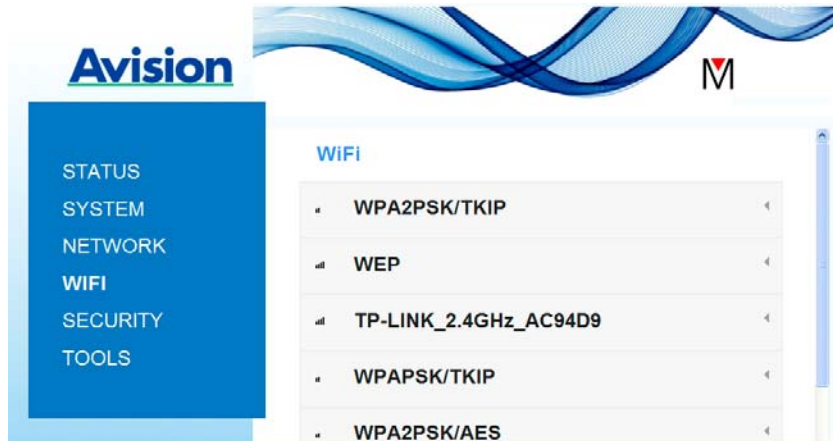 Avision
M
STATUS
SYSTEM
NETWORK
WIFI
SECURITY
TOOLS
WiFi
WPA2PSK/TKIP
WEP
TP-LINK_2.4GHz_AC94D9
WPAPSK/TKIP
WPA2PSK/AES